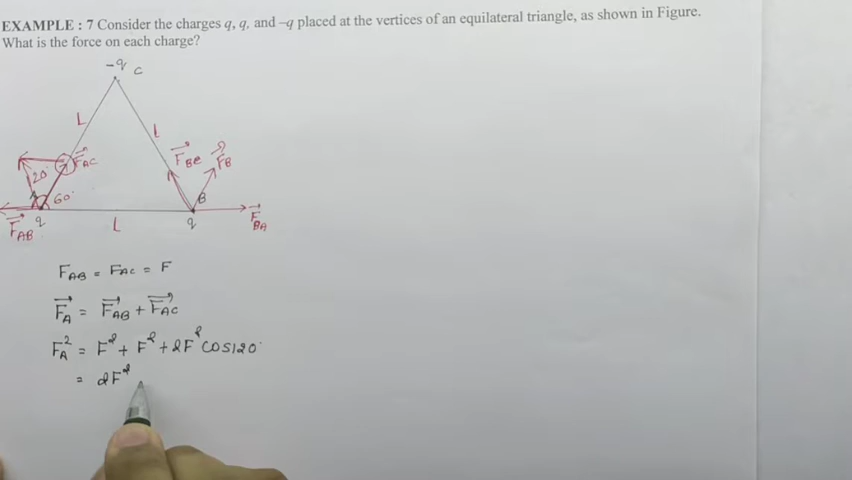 EXAMPLE : 7 Consider the charges q, q, and –q placed at the vertices of an equilateral triangle, as shown in Figure.
What is the force on each charge?
-q C
L
L
F_AC
F_BC
F_B
120°
A
60°
B
F_AB
q
L
q
F_BA
F_AB = F_AC = F
F_A = F_AB + F_AC
F_A² = F² + F² + 2F² COS120°
= 2F²